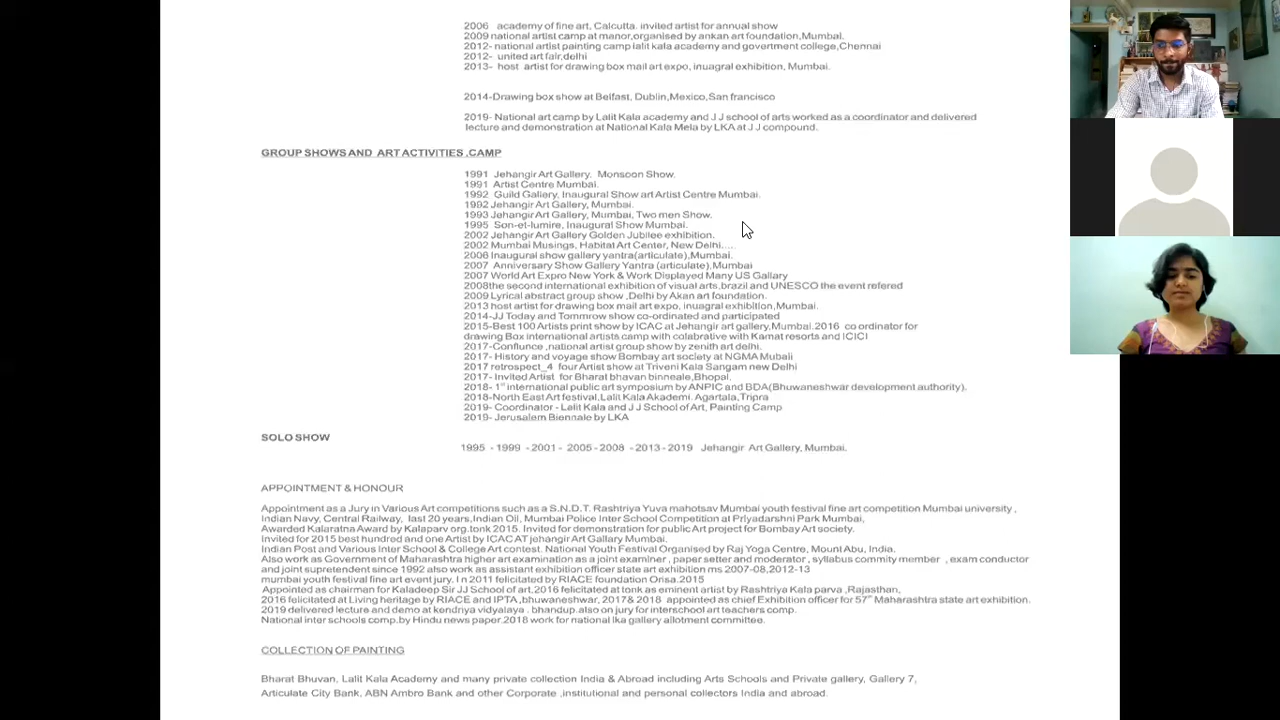 2006 academy of fine art, Calcutta. invited artist for annual show
2009 national artist camp at manor,organised by ankan art foundation,Mumbai.
2012- national artist painting camp lalit kala academy and govertment college,Chennai
2012- united art fair,delhi
2013- host artist for drawing box mail art expo, inuagral exhibition, Mumbai.
2014-Drawing box show at Belfast, Dublin,Mexico,San francisco
2019- National art camp by Lalit Kala academy and J J school of arts worked as a coordinator and delivered
lecture and demonstration at National Kala Mela by LKA at J J compound.
GROUP SHOWS AND ART ACTIVITIES .CAMP
1991 Jehangir Art Gallery. Monsoon Show.
1991 Artist Centre Mumbai.
1992 Guild Gallery. Inaugural Show art Artist Centre Mumbai.
1992 Jehangir Art Gallery, Mumbai.
1993 Jehangir Art Gallery, Mumbai, Two men Show.
1995 Son-et-lumire, Inaugural Show Mumbai.
2002 Jehangir Art Gallery Golden Jubilee exhibition.
2002 Mumbai Musings, Habitat Art Center, New Delhi....
2006 Inaugural show gallery yantra(articulate),Mumbai.
2007 Anniversary Show Gallery Yantra (articulate),Mumbai
2007 World Art Expro New York & Work Displayed Many US Gallary
2008the second international exhibition of visual arts,brazil and UNESCO the event refered
2009 Lyrical abstract group show ,Delhi by Akan art foundation.
2013 host artist for drawing box mail art expo, inuagral exhibition,Mumbai.
2014-JJ Today and Tommrow show co-ordinated and participated
2015-Best 100 Artists print show by ICAC at Jehangir art gallery,Mumbai.2016 co ordinator for
drawing Box international artists camp with colabrative with Kamat resorts and ICICI
2017-Conflunce ,national artist group show by zenith art delhi.
2017- History and voyage show Bombay art society at NGMA Mubaii
2017 retrospect_4 four Artist show at Triveni Kala Sangam new Delhi
2017- Invited Artist for Bharat bhavan binneale,Bhopal,
2018- 1st international public art symposium by ANPIC and BDA(Bhuwaneshwar development authority).
2018-North East Art festival,Lalit Kala Akademi. Agartala,Tripra
2019- Coordinator - Lalit Kala and J J School of Art, Painting Camp
2019- Jerusalem Biennale by LKA
SOLO SHOW
1995 - 1999 - 2001 - 2005 - 2008 - 2013 - 2019 Jehangir Art Gallery, Mumbai.
APPOINTMENT & HONOUR
Appointment as a Jury in Various Art competitions such as a S.N.D.T. Rashtriya Yuva mahotsav Mumbai youth festival fine art competition Mumbai university ,
Indian Navy, Central Railway, last 20 years,Indian Oil, Mumbai Police Inter School Competition at Priyadarshni Park Mumbai,
Awarded Kalaratna Award by Kalaparv org.tonk 2015. Invited for demonstration for public Art project for Bombay Art society.
Invited for 2015 best hundred and one Artist by ICAC AT jehangir Art Gallary Mumbai.
Indian Post and Various Inter School & College Art contest. National Youth Festival Organised by Raj Yoga Centre, Mount Abu, India.
Also work as Government of Maharashtra higher art examination as a joint examiner , paper setter and moderator , syllabus commity member , exam conductor
and joint supretendent since 1992 also work as assistant exhibition officer state art exhibition ms 2007-08,2012-13
mumbai youth festival fine art event jury. I n 2011 felicitated by RIACE foundation Orisa.2015
Appointed as chairman for Kaladeep Sir JJ School of art,2016 felicitated at tonk as eminent artist by Rashtriya Kala parva ,Rajasthan,
2016 felicitated at Living heritage by RIACE and IPTA,bhuwaneshwar, 2017& 2018 appointed as chief Exhibition officer for 57th Maharashtra state art exhibition.
2019 delivered lecture and demo at kendriya vidyalaya . bhandup.also on jury for interschool art teachers comp.
National inter schools comp.by Hindu news paper.2018 work for national lka gallery allotment committee.
COLLECTION OF PAINTING
Bharat Bhuvan, Lalit Kala Academy and many private collection India & Abroad including Arts Schools and Private gallery, Gallery 7,
Articulate City Bank, ABN Ambro Bank and other Corporate ,institutional and personal collectors India and abroad.